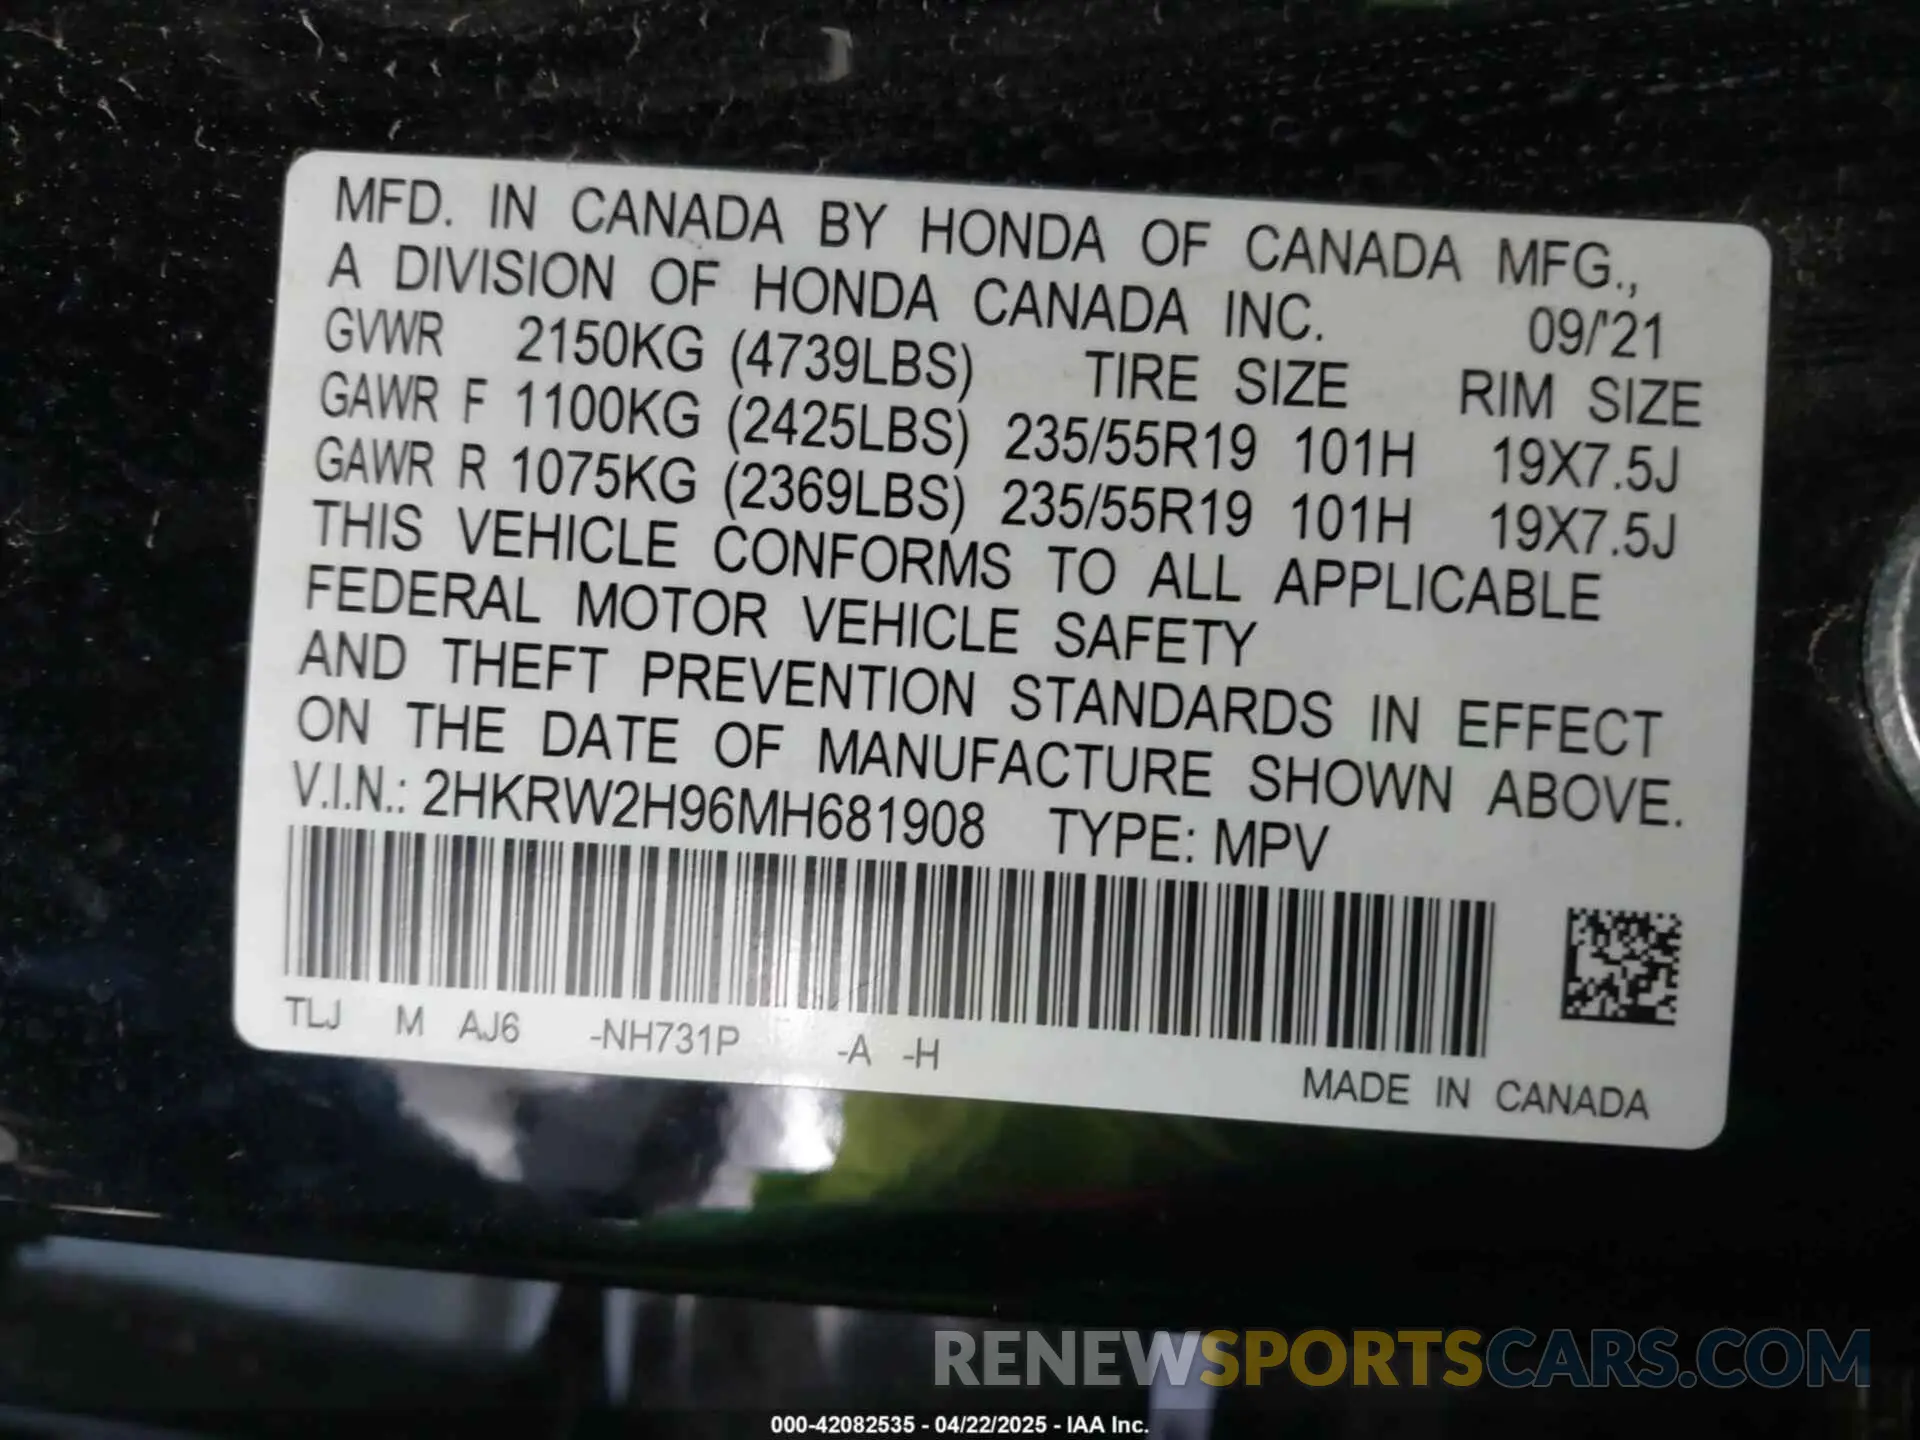 MFD. IN CANADA BY HONDA OF CANADA MFG.,
A DIVISION OF HONDA CANADA INC. 09/'21
GVWR 2150KG (4739LBS) TIRE SIZE RIM SIZE
GAWR F 1100KG (2425LBS) 235/55R19 101H 19X7.5J
GAWR R 1075KG (2369LBS) 235/55R19 101H 19X7.5J
THIS VEHICLE CONFORMS TO ALL APPLICABLE
FEDERAL MOTOR VEHICLE SAFETY
AND THEFT PREVENTION STANDARDS IN EFFECT
ON THE DATE OF MANUFACTURE SHOWN ABOVE.
V.I.N.: 2HKRW2H96MH681908 TYPE: MPV
TLJ M AJ6 -NH731P -A -H
MADE IN CANADA
RENEWSPORTSCARS.COM
000-42082535 - 04/22/2025 - IAA Inc.